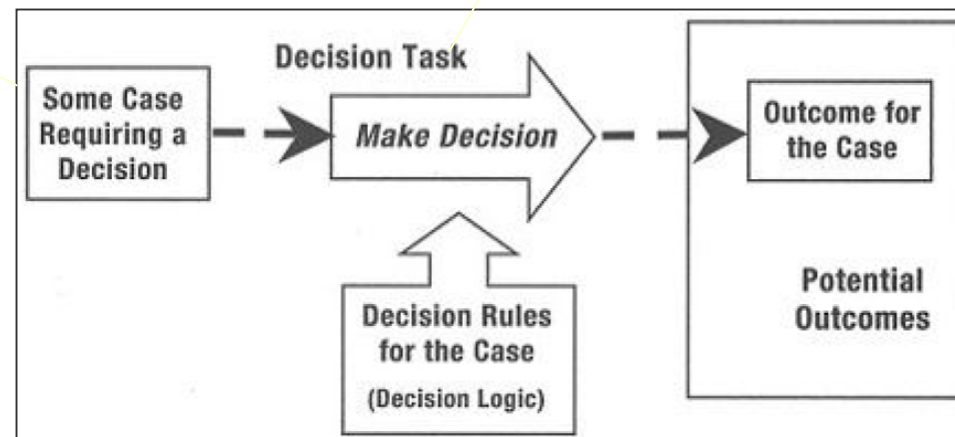 Decision Task
Some Case
Requiring a
Decision
Make Decision
Outcome for
the Case
Decision Rules
for the Case
(Decision Logic)
Potential
Outcomes